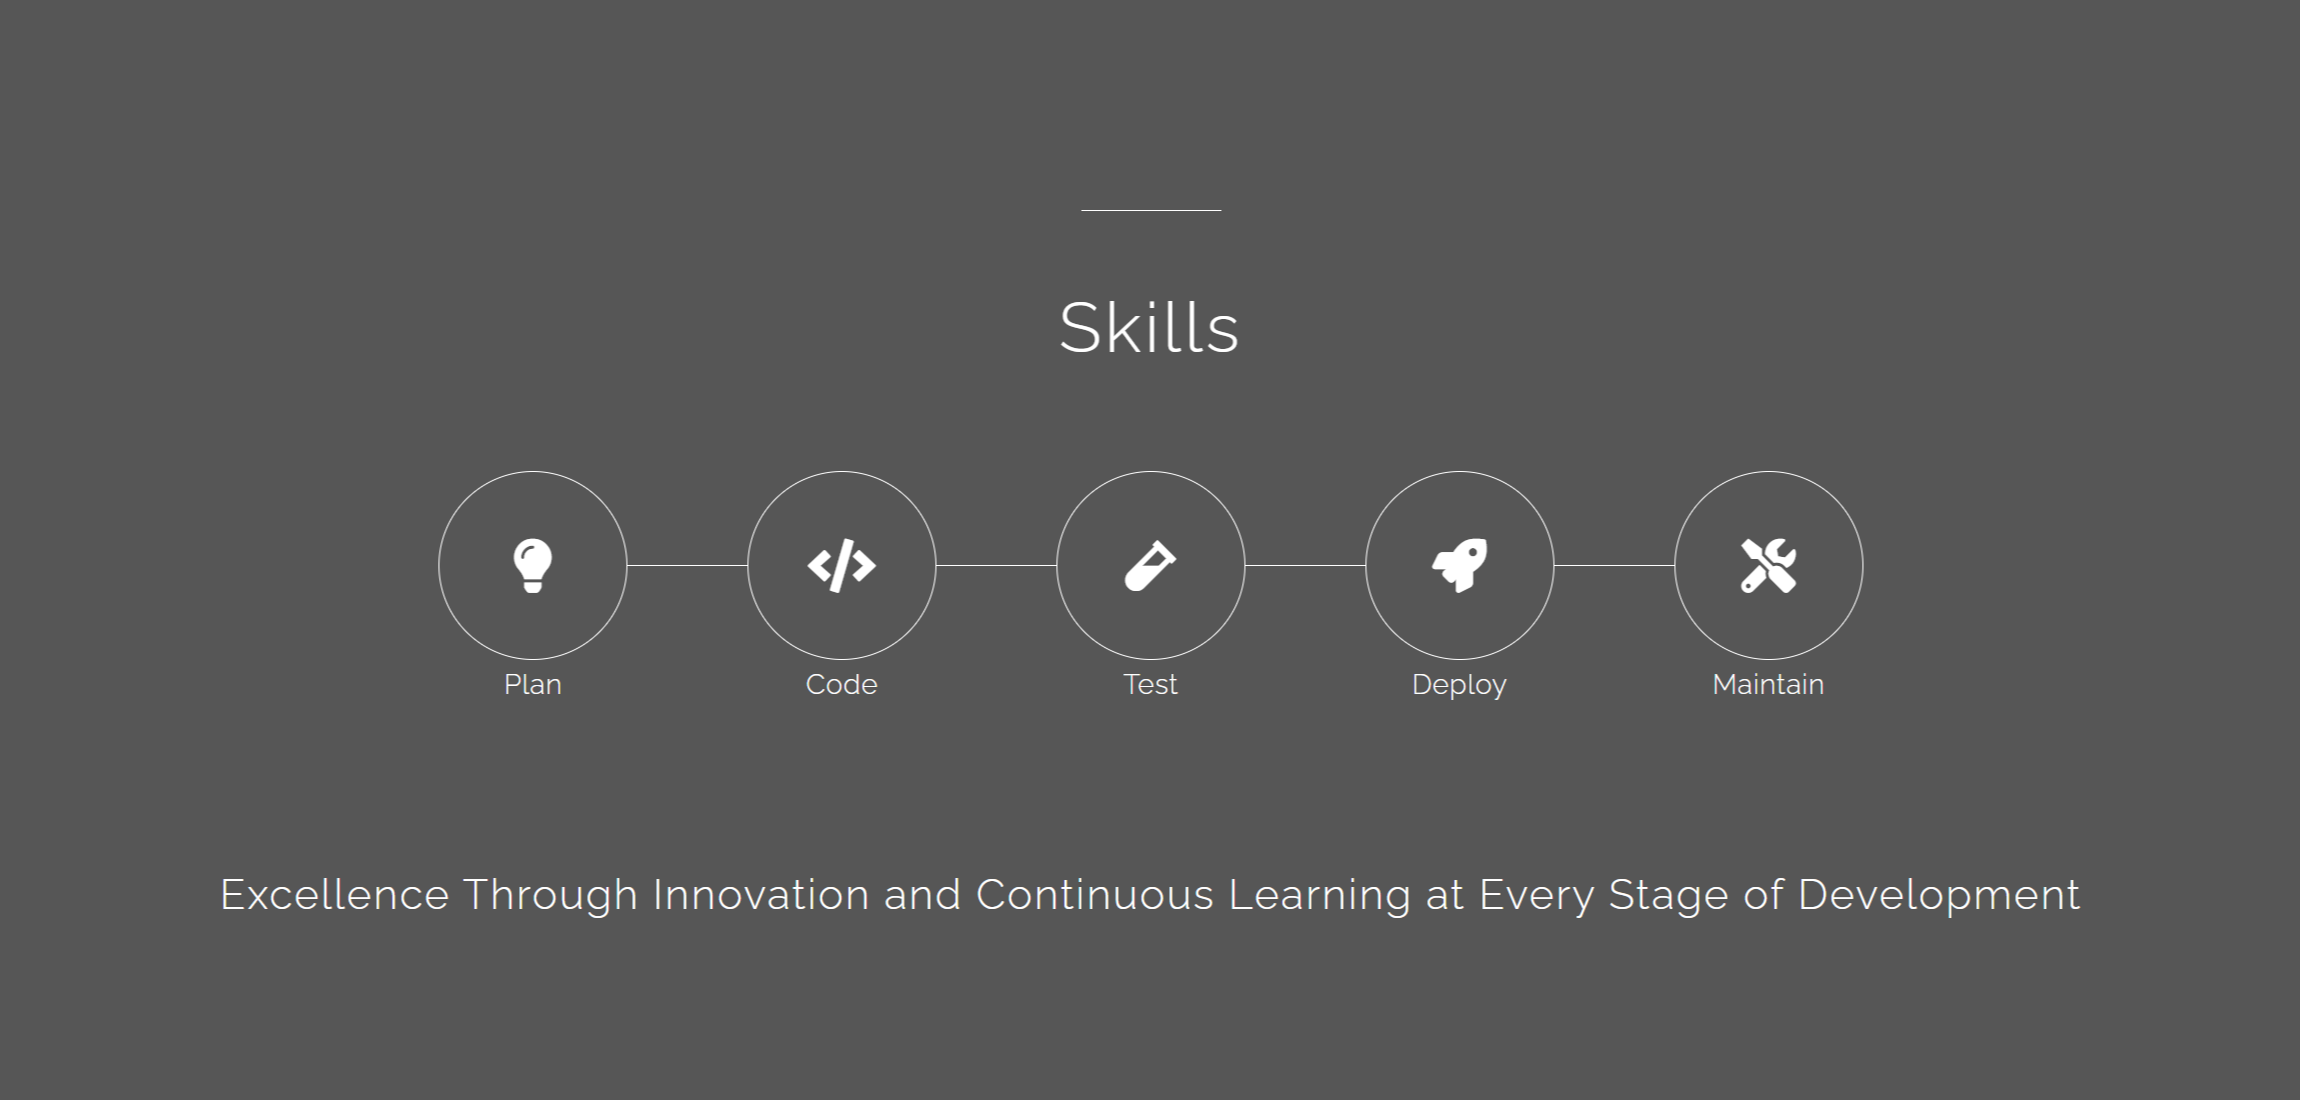 Skills
Plan
Code
Test
Deploy
Maintain
Excellence Through Innovation and Continuous Learning at Every Stage of Development